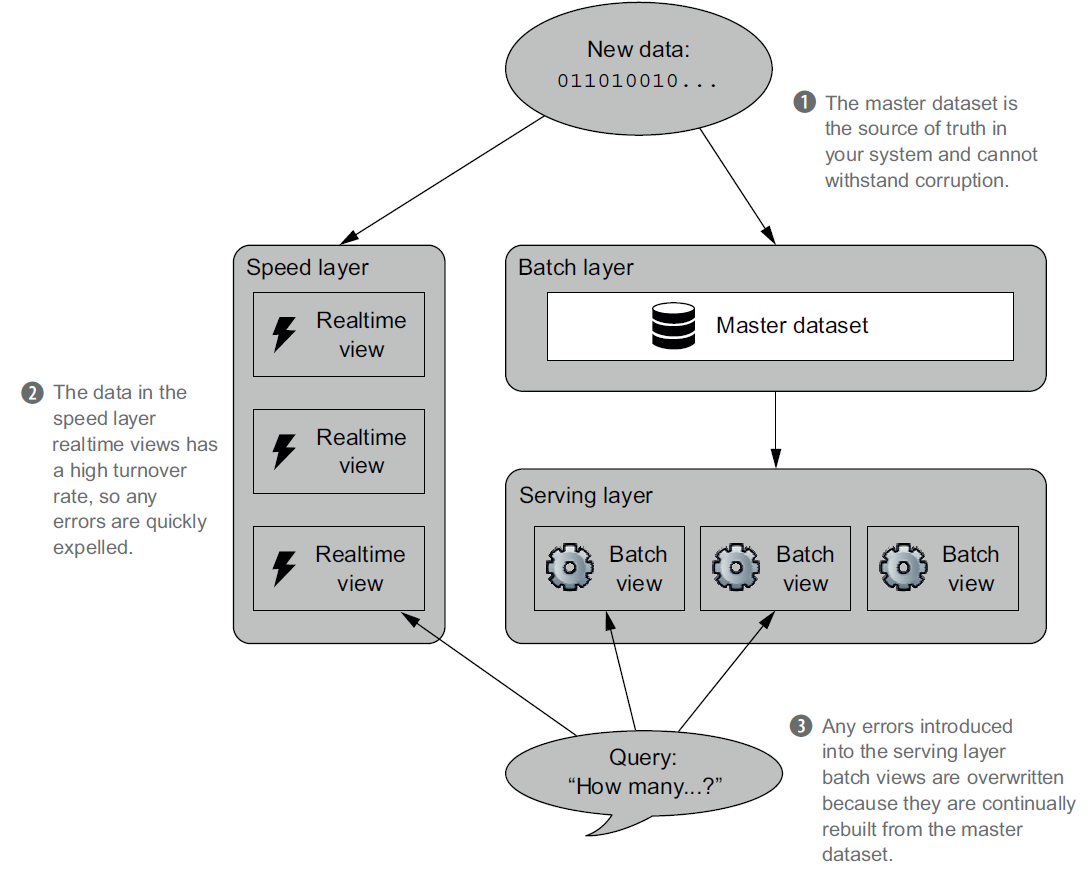 New data:
011010010...
❶ The master dataset is
the source of truth in
your system and cannot
withstand corruption.
Speed layer
Realtime
view
Realtime
view
Realtime
view
Batch layer
Master dataset
❷ The data in the
speed layer
realtime views has
a high turnover
rate, so any
errors are quickly
expelled.
Serving layer
Batch
view
Batch
view
Batch
view
Query:
“How many...?”
❸ Any errors introduced
into the serving layer
batch views are overwritten
because they are continually
rebuilt from the master
dataset.